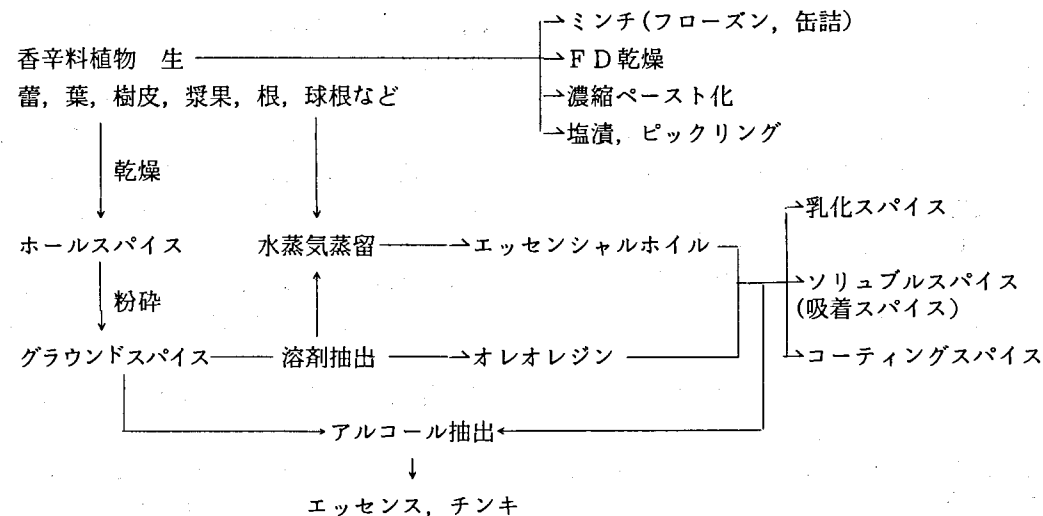 ミンチ(フローズン，缶詰)
香辛料植物　生
ＦＤ乾燥
蕾，葉，樹皮，漿果，根，球根など
濃縮ペースト化
塩漬，ピックリング
乾燥
乳化スパイス
ホールスパイス
水蒸気蒸留
エッセンシャルホイル
ソリュブルスパイス
(吸着スパイス)
粉砕
グラウンドスパイス
溶剤抽出
オレオレジン
コーティングスパイス
アルコール抽出
エッセンス，チンキ